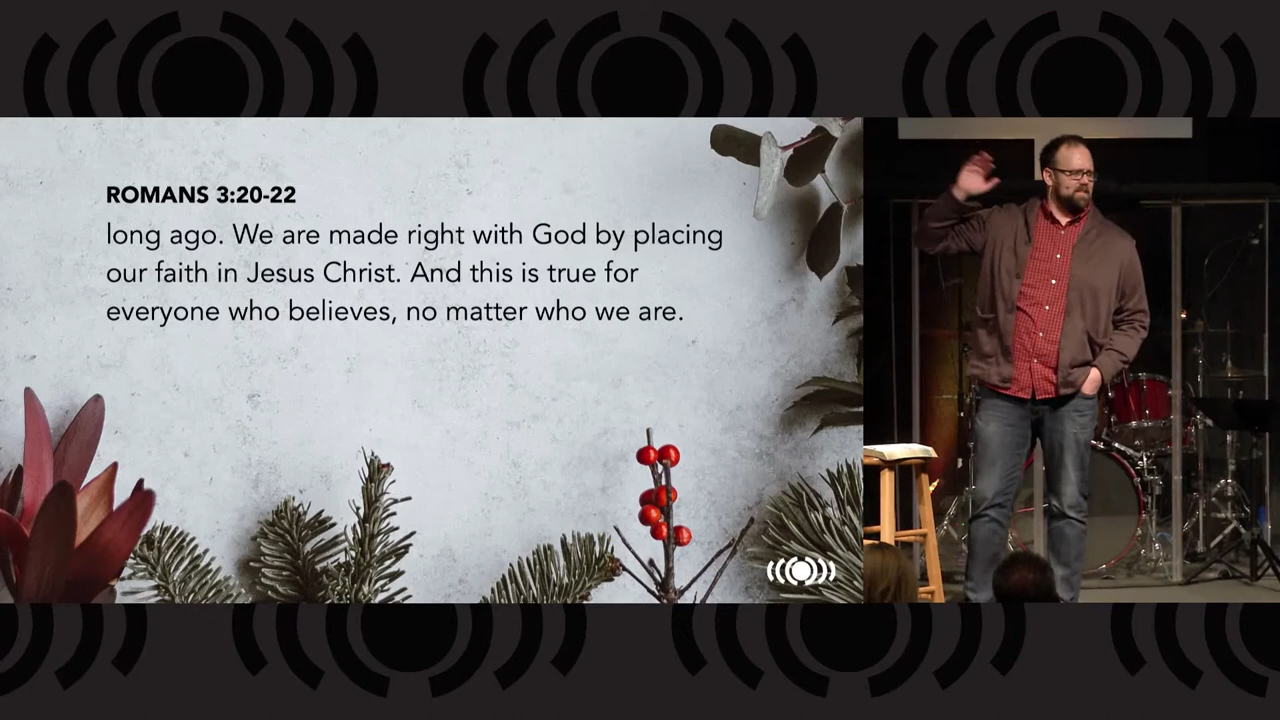 ROMANS 3:20-22
long ago. We are made right with God by placing
our faith in Jesus Christ. And this is true for
everyone who believes, no matter who we are.